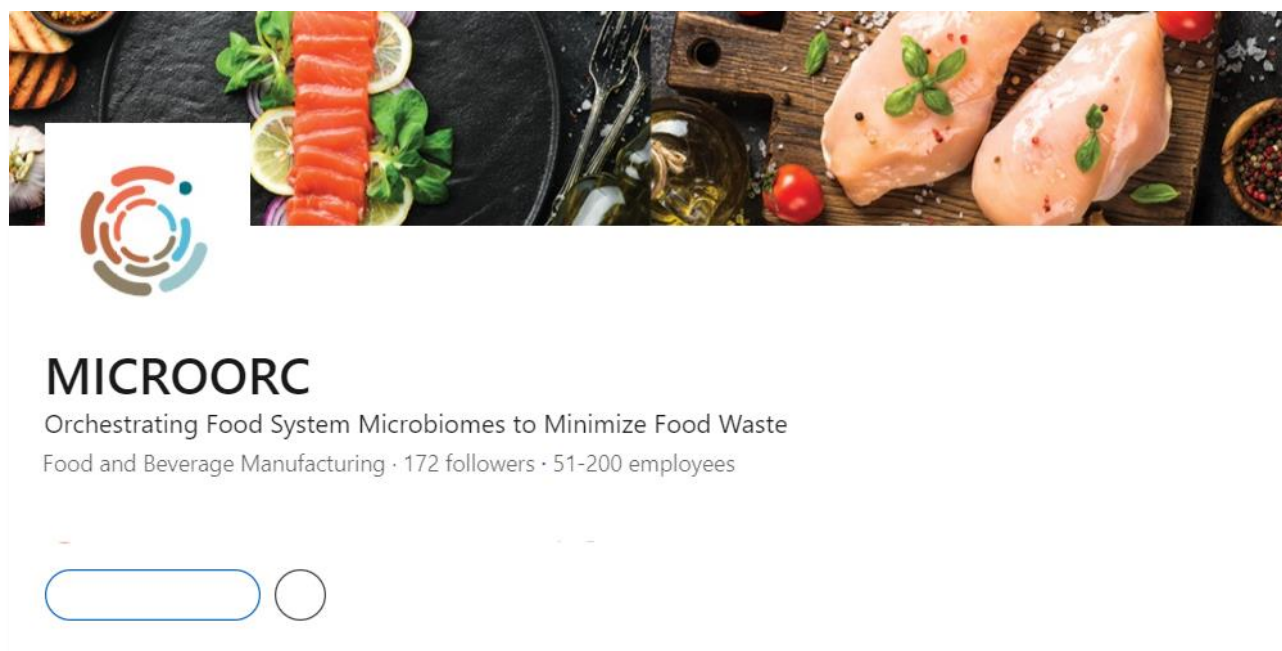 MICROORC
Orchestrating Food System Microbiomes to Minimize Food Waste
Food and Beverage Manufacturing · 172 followers · 51-200 employees